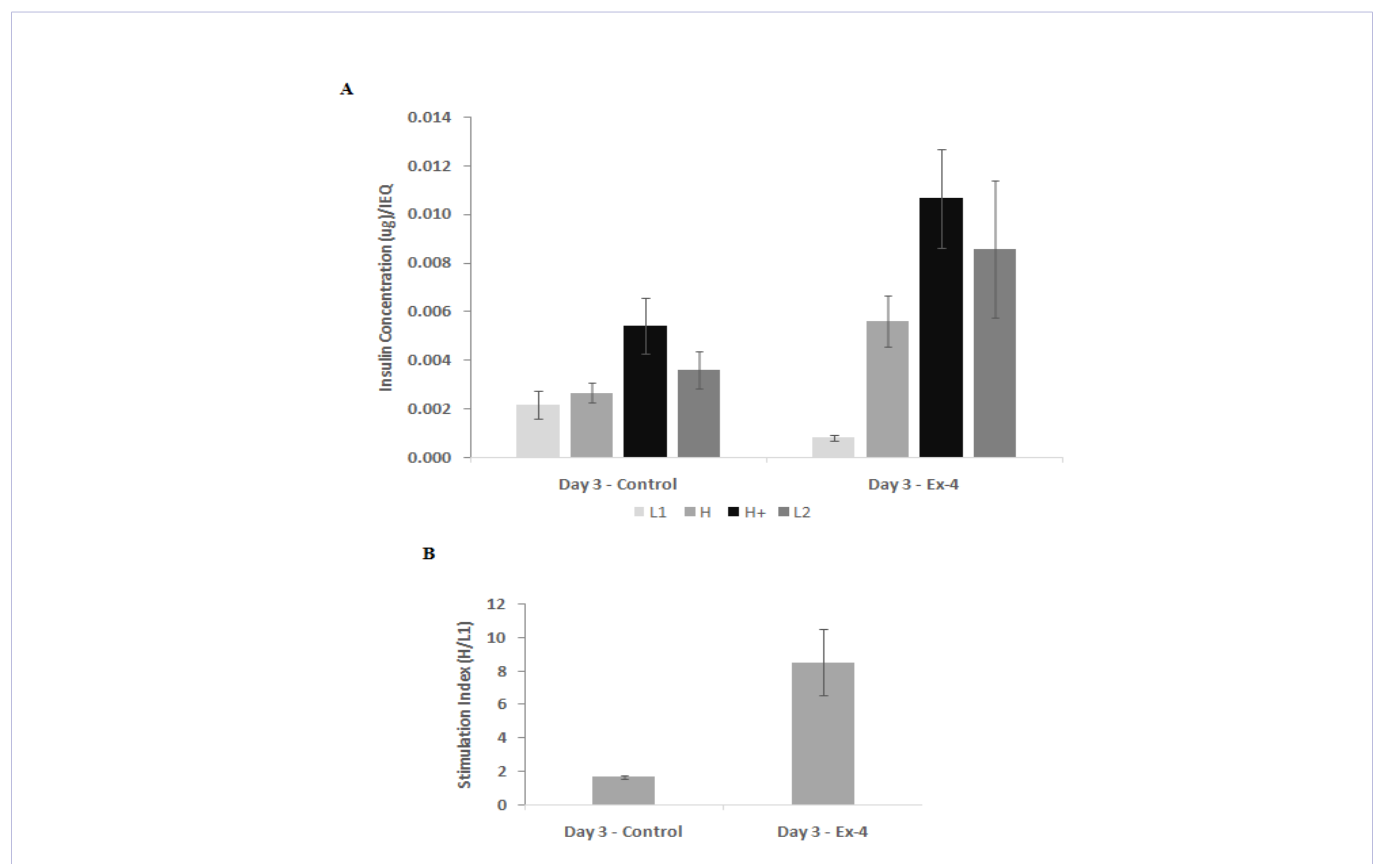 A
0.014
0.012
0.010
0.008
0.006
0.004
0.002
0.000
Insulin Concentration (ug)/IEQ
Day 3 - Control
Day 3 - Ex-4
L1 H H+ L2
B
12
10
8
6
4
2
0
Stimulation Index (H/L1)
Day 3 - Control
Day 3 - Ex-4